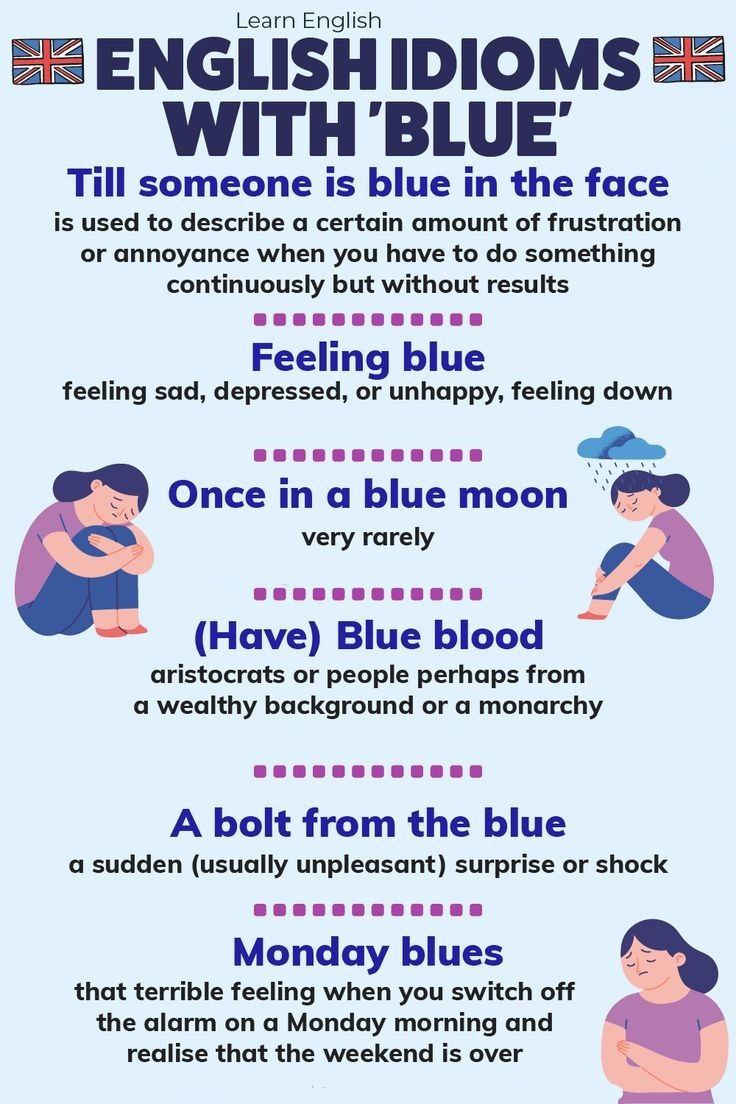 Learn English
ENGLISH IDIOMS
WITH 'BLUE'
Till someone is blue in the face
is used to describe a certain amount of frustration
or annoyance when you have to do something
continuously but without results
Feeling blue
feeling sad, depressed, or unhappy, feeling down
Once in a blue moon
very rarely
(Have) Blue blood
aristocrats or people perhaps from
a wealthy background or a monarchy
A bolt from the blue
a sudden (usually unpleasant) surprise or shock
Monday blues
that terrible feeling when you switch off
the alarm on a Monday morning and
realise that the weekend is over